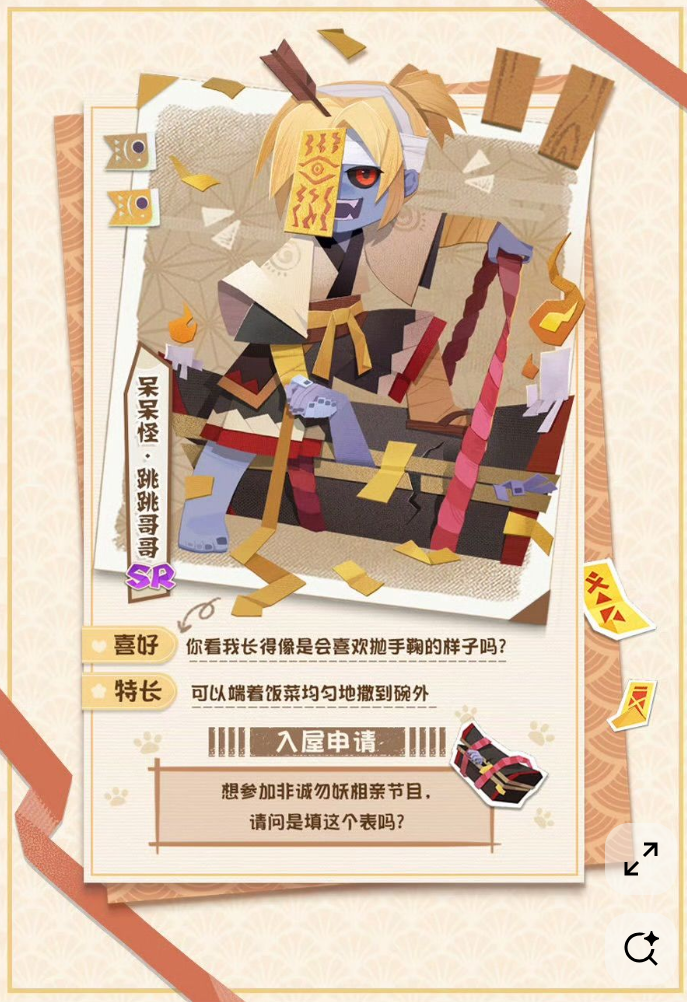 呆呆怪·跳跳哥哥
SR
喜好 你看我长得像是会喜欢抛手鞠的样子吗?
特长 可以端着饭菜均匀地撒到碗外
入屋申请
想参加非诚勿妖相亲节目,
请问是填这个表吗?